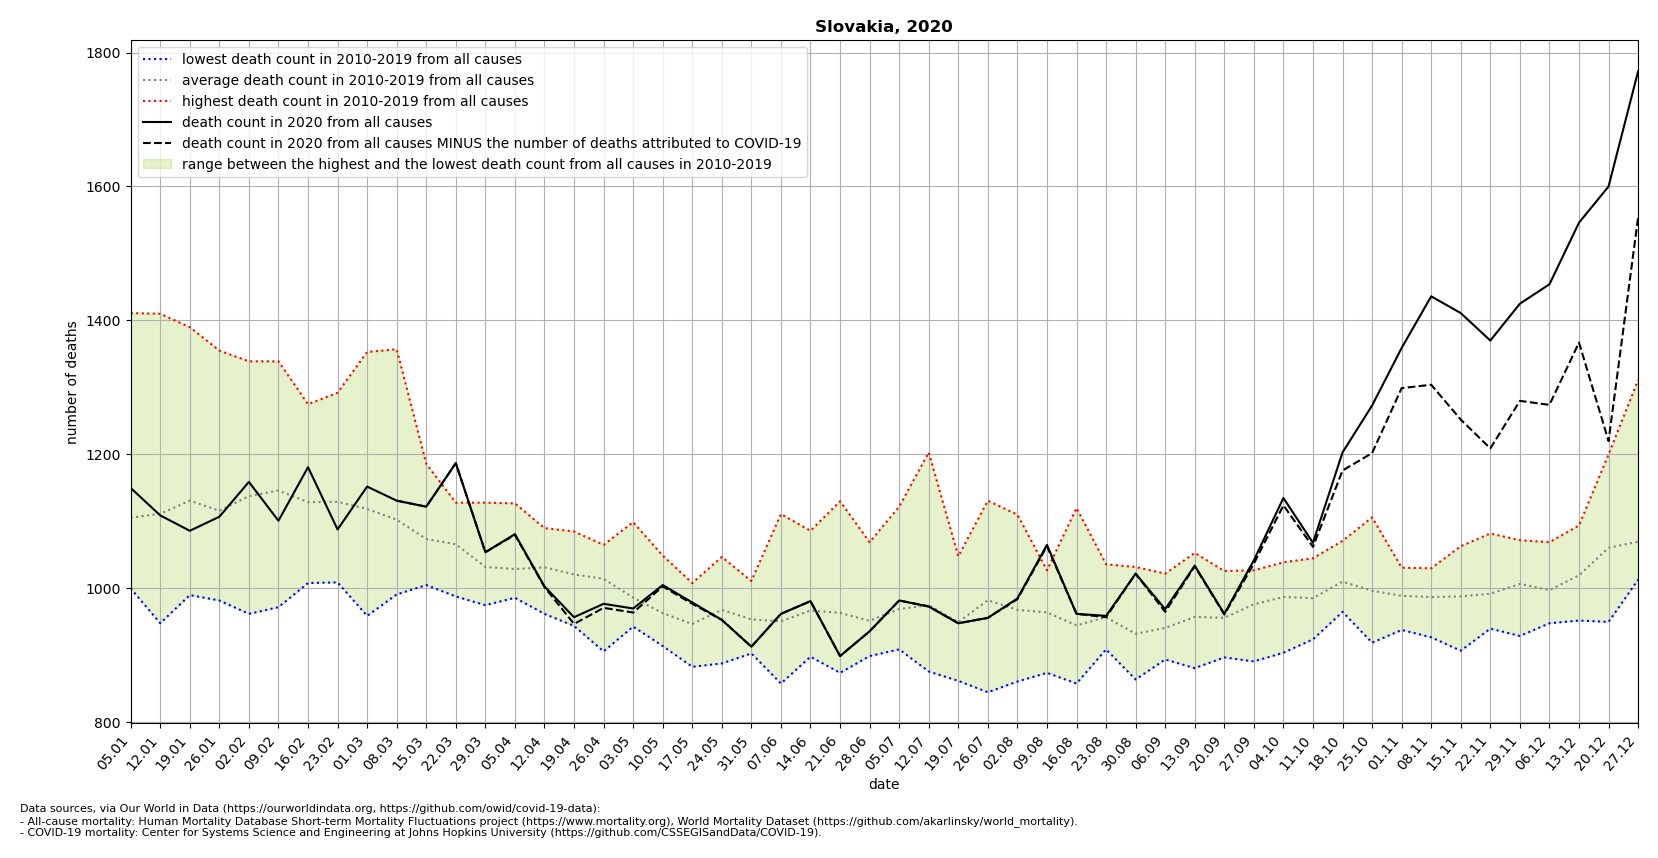 Slovakia, 2020
1800
1600
1400
1200
1000
800
number of deaths
lowest death count in 2010-2019 from all causes
average death count in 2010-2019 from all causes
highest death count in 2010-2019 from all causes
death count in 2020 from all causes
death count in 2020 from all causes MINUS the number of deaths attributed to COVID-19
range between the highest and the lowest death count from all causes in 2010-2019
05.01 12.01 19.01 26.01 02.02 09.02 16.02 23.02 01.03 08.03 15.03 22.03 29.03 05.04 12.04 19.04 26.04 03.05 10.05 17.05 24.05 31.05 07.06 14.06 21.06 28.06 05.07 12.07 19.07 26.07 02.08 09.08 16.08 23.08 30.08 06.09 13.09 20.09 27.09 04.10 11.10 18.10 25.10 01.11 08.11 15.11 22.11 29.11 06.12 13.12 20.12 27.12
date
Data sources, via Our World in Data (https://ourworldindata.org, https://github.com/owid/covid-19-data):
- All-cause mortality: Human Mortality Database Short-term Mortality Fluctuations project (https://www.mortality.org), World Mortality Dataset (https://github.com/akarlinsky/world_mortality).
- COVID-19 mortality: Center for Systems Science and Engineering at Johns Hopkins University (https://github.com/CSSEGISandData/COVID-19).